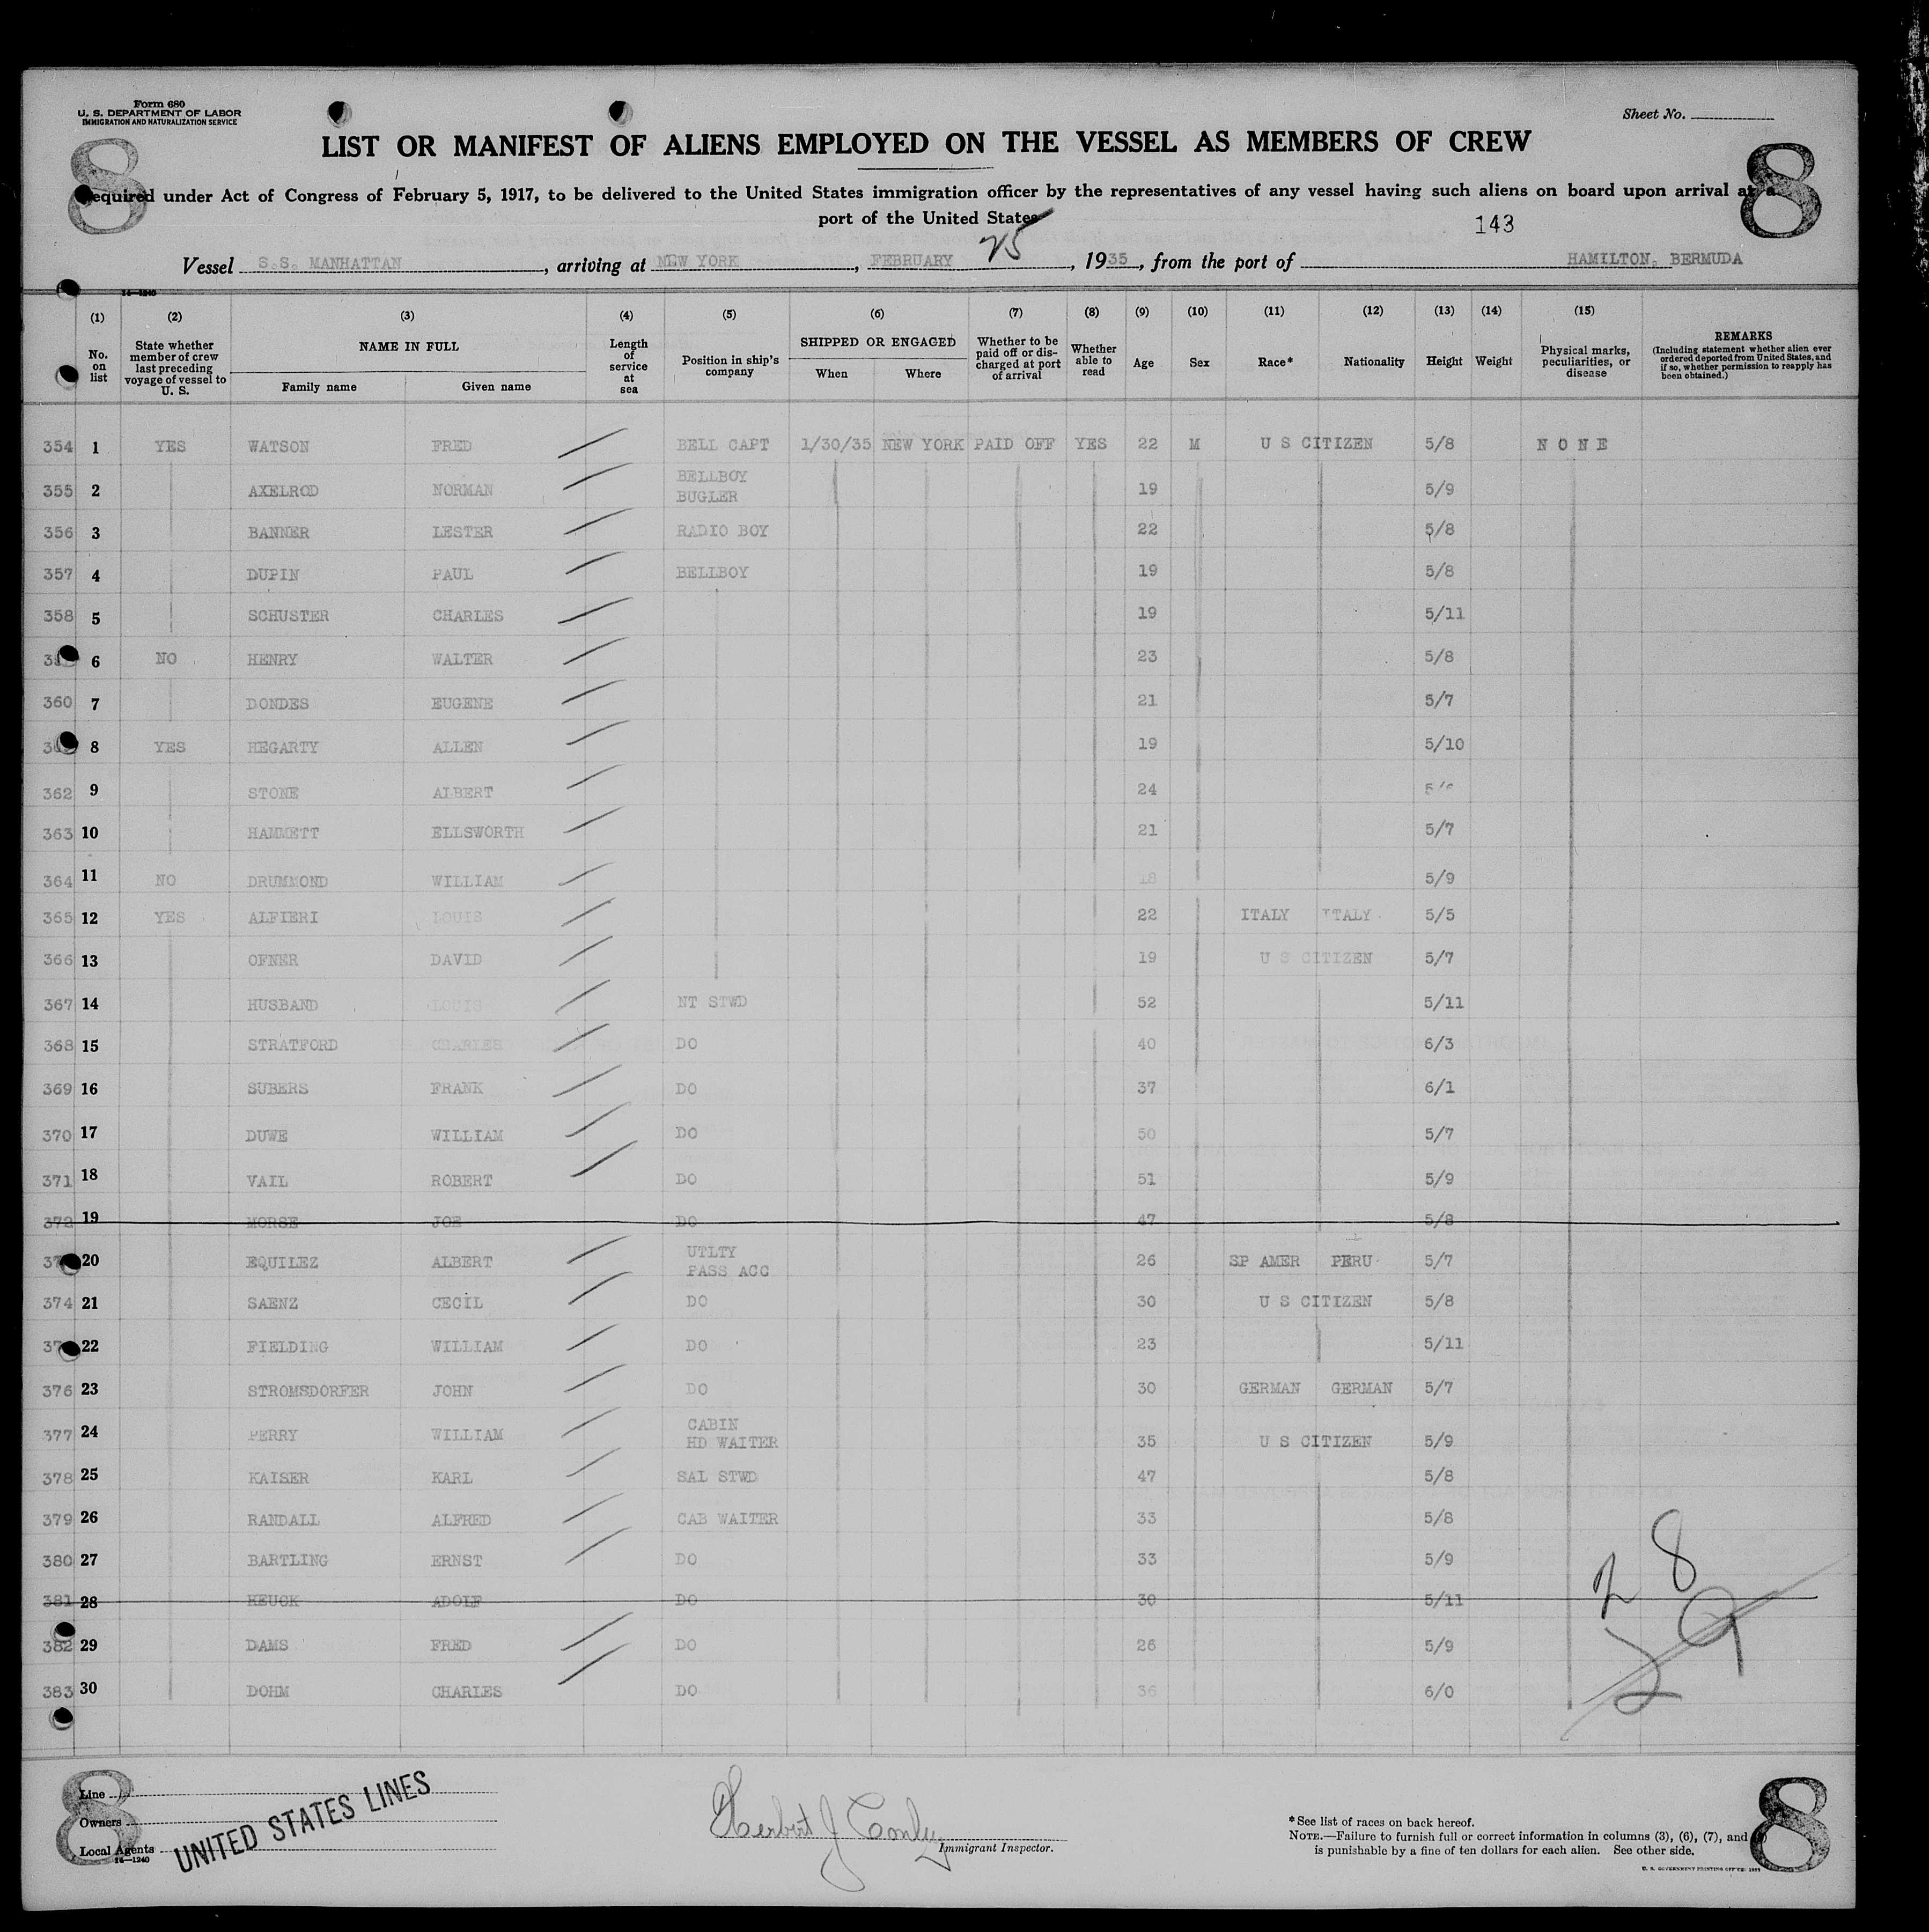 Form 680
U. S. DEPARTMENT OF LABOR
IMMIGRATION AND NATURALIZATION SERVICE
Sheet No.
8
8
LIST OR MANIFEST OF ALIENS EMPLOYED ON THE VESSEL AS MEMBERS OF CREW
equired under Act of Congress of February 5, 1917, to be delivered to the United States immigration officer by the representatives of any vessel having such aliens on board upon arrival at a
port of the United States
143
Vessel S.S. MANHATTAN, arriving at NEW YORK, FEBRUARY 25, 1935, from the port of HAMILTON, BERMUDA
14-1240
(1) (2) (3) (4) (5) (6) (7) (8) (9) (10) (11) (12) (13) (14) (15)
No. on list
State whether member of crew last preceding voyage of vessel to U. S.
NAME IN FULL
Family name Given name
Length of service at sea
Position in ship's company
SHIPPED OR ENGAGED
When Where
Whether to be paid off or discharged at port of arrival
Whether able to read
Age Sex Race* Nationality Height Weight
Physical marks, peculiarities, or disease
REMARKS
(Including statement whether alien ever ordered deported from United States, and if so, whether permission to reapply has been obtained.)
354 1 YES WATSON FRED BELL CAPT 1/30/35 NEW YORK PAID OFF YES 22 M U S CITIZEN 5/8 NONE
355 2 AXELROD NORMAN BELLBOY BUGLER 19 5/9
356 3 BANNER LESTER RADIO BOY 22 5/8
357 4 DUPIN PAUL BELLBOY 19 5/8
358 5 SCHUSTER CHARLES 19 5/11
6 NO HENRY WALTER 23 5/8
360 7 DONDES EUGENE 21 5/7
8 YES HEGARTY ALLEN 19 5/10
362 9 STONE ALBERT 24
363 10 HAMMETT ELLSWORTH 21 5/7
364 11 NO DRUMMOND WILLIAM 18 5/9
365 12 YES ALFIERI LOUIS 22 ITALY ITALY 5/5
366 13 OFNER DAVID 19 U S CITIZEN 5/7
367 14 HUSBAND LOUIS NT STWD 52 5/11
368 15 STRATFORD CHARLES DO 40 6/3
369 16 SUBERS FRANK DO 37 6/1
370 17 DUWE WILLIAM DO 50 5/7
371 18 VAIL ROBERT DO 51 5/9
372 19 MORSE JOE DO 47 5/8
20 EQUILEZ ALBERT UTLTY PASS ACC 26 SP AMER PERU 5/7
374 21 SAENZ CECIL DO 30 U S CITIZEN 5/8
22 FIELDING WILLIAM DO 23 5/11
376 23 STROMSDORFER JOHN DO 30 GERMAN GERMAN 5/7
377 24 PERRY WILLIAM CABIN HD WAITER 35 U S CITIZEN 5/9
378 25 KAISER KARL SAL STWD 47 5/8
379 26 RANDALL ALFRED CAB WAITER 33 5/8
380 27 BARTLING ERNST DO 33 5/9
381 28 KEUCK ADOLF DO 30 5/11
382 29 DAMS FRED DO 26 5/9
383 30 DOHM CHARLES DO 36 6/0
28
29
8
8
Line
Owners
Local Agents
14-1240
UNITED STATES LINES
Herbert J Conley
Immigrant Inspector.
*See list of races on back hereof.
NOTE.—Failure to furnish full or correct information in columns (3), (6), (7), and
is punishable by a fine of ten dollars for each alien. See other side.
U. S. GOVERNMENT PRINTING OFFICE: